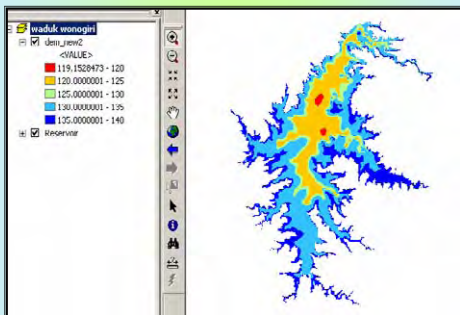 waduk wonogiri
dem_new2
<VALUE>
119.1528473 - 120
120.0000001 - 125
125.0000001 - 130
130.0000001 - 135
135.0000001 - 140
Reservoir